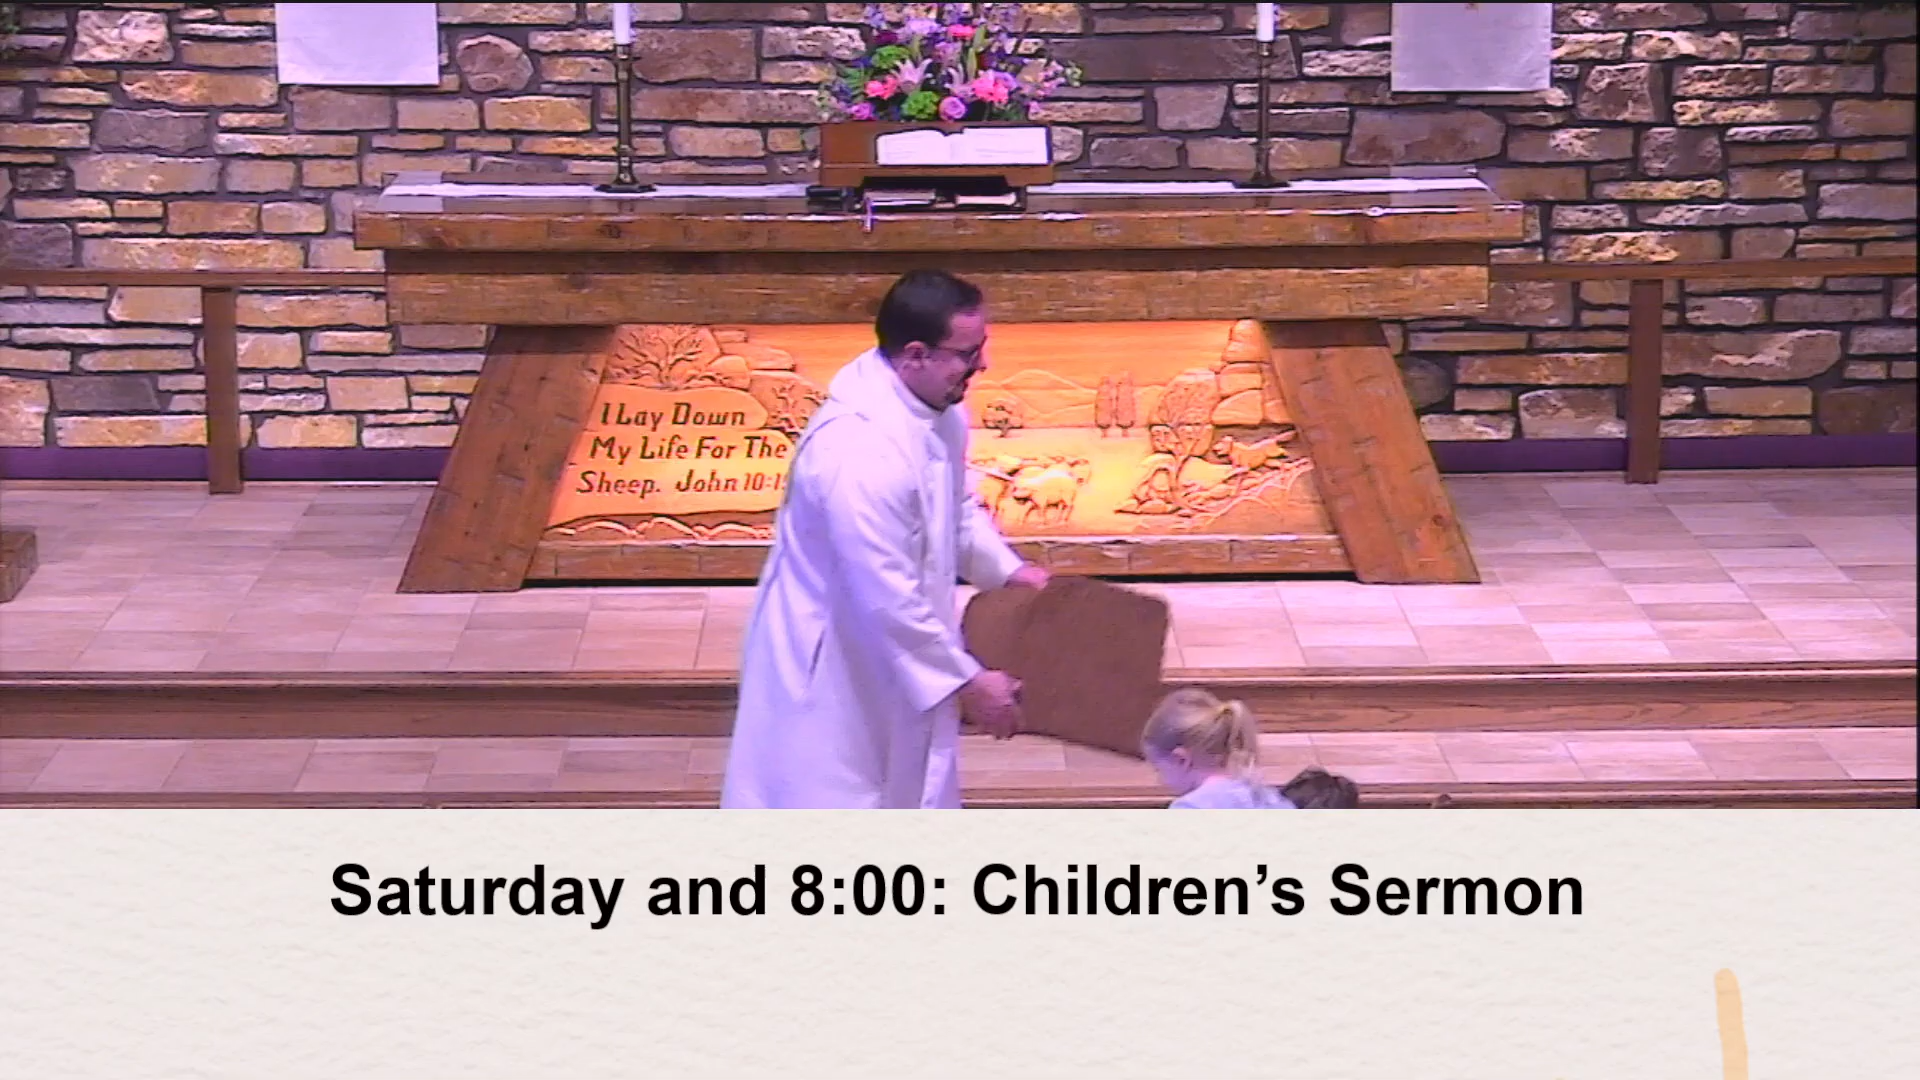 I Lay Down
My Life For The
Sheep. John 10:1
Saturday and 8:00: Children’s Sermon